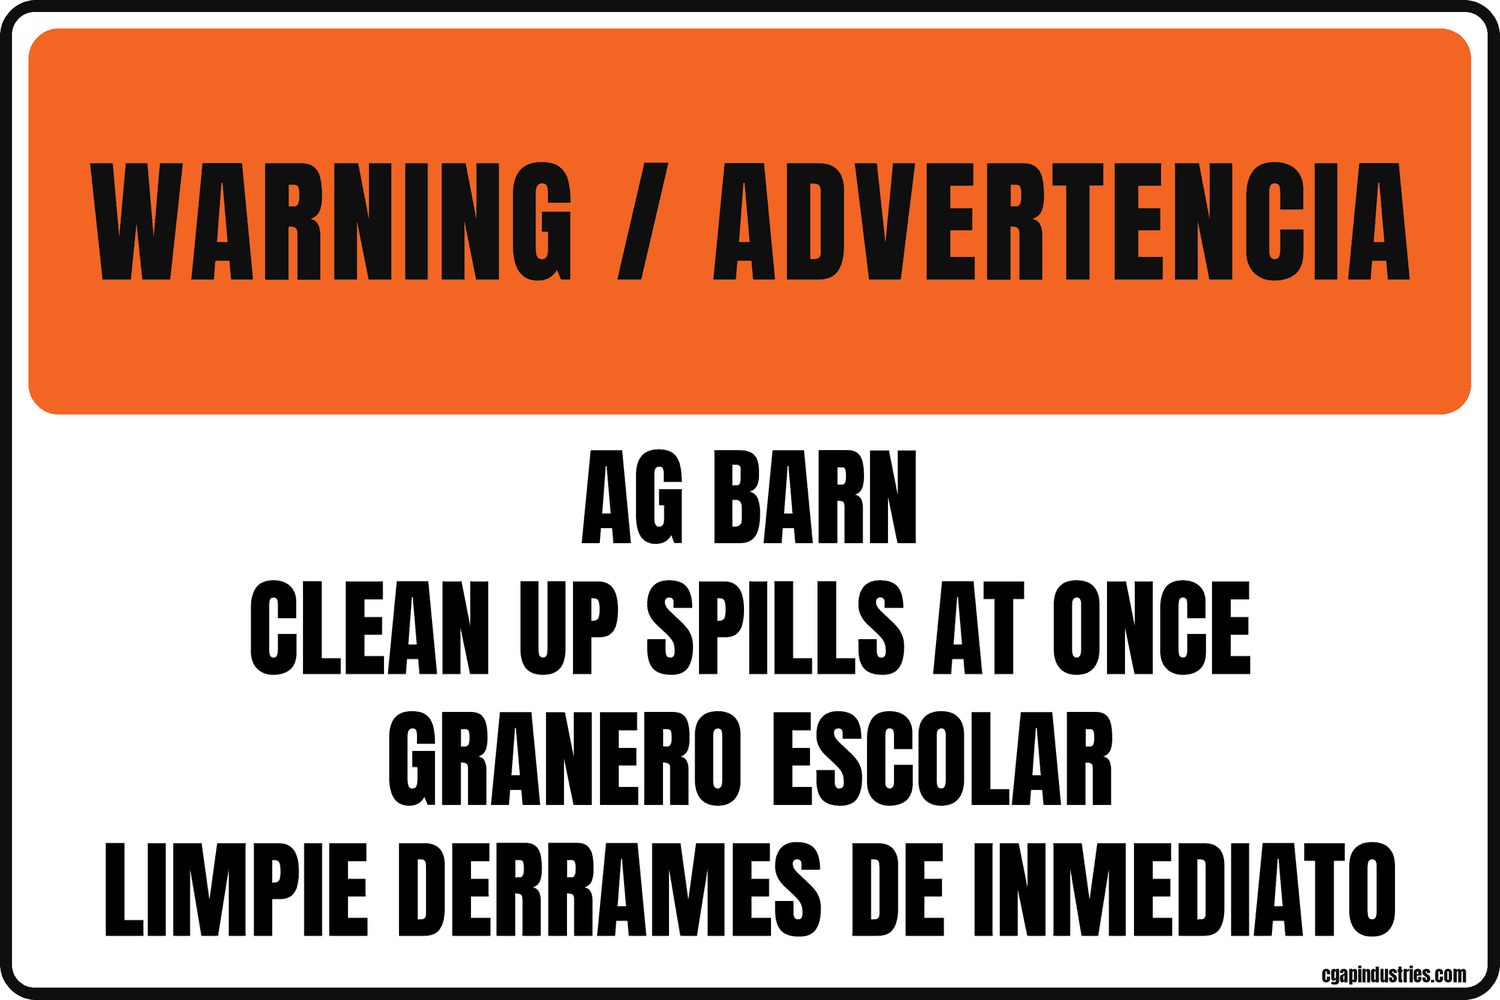 WARNING / ADVERTENCIA
AG BARN
CLEAN UP SPILLS AT ONCE
GRANERO ESCOLAR
LIMPIE DERRAMES DE INMEDIATO
cgapindustries.com